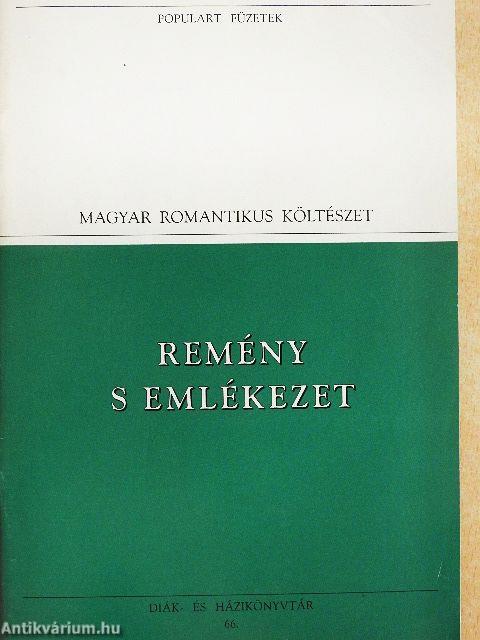 POPULART FÜZETEK
MAGYAR ROMANTIKUS KÖLTÉSZET
REMÉNY
S EMLÉKEZET
DIÁK- ÉS HÁZIKÖNYVTÁR
66.
Antikvárium.hu